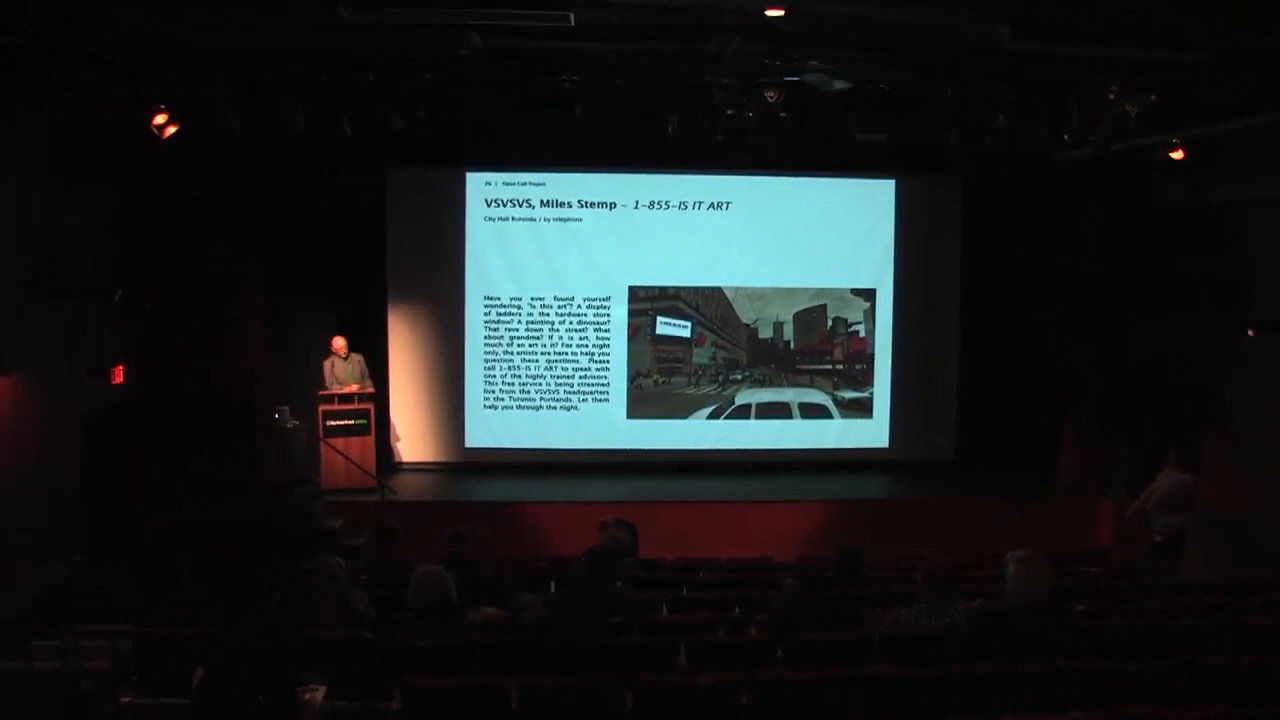 26 | Open Call Project
VSVSVS, Miles Stemp – 1-855-IS IT ART
City Hall Rotunda / by telephone
Have you ever found yourself
wondering, "is this art"? A display
of ladders in the hardware store
window? A painting of a dinosaur?
That rave down the street? What
about grandma? If it is art, how
much of an art is it? For one night
only, the artists are here to help you
question these questions. Please
call 1-855-IS IT ART to speak with
one of the highly trained advisors.
This free service is being streamed
live from the VSVSVS headquarters
in the Toronto Portlands. Let them
help you through the night.